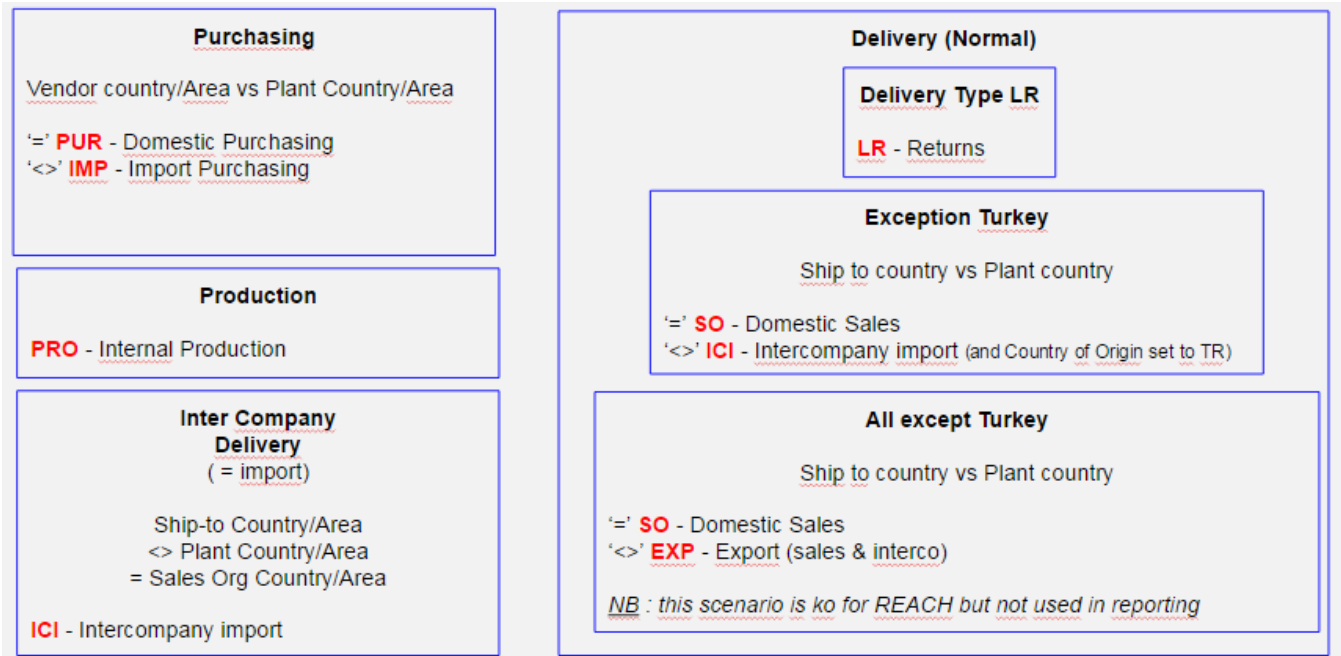 Purchasing
Vendor country/Area vs Plant Country/Area
‘=’ PUR - Domestic Purchasing
‘<>’ IMP - Import Purchasing
Production
PRO - Internal Production
Inter Company
Delivery
( = import)
Ship-to Country/Area
<> Plant Country/Area
= Sales Org Country/Area
ICI - Intercompany import
Delivery (Normal)
Delivery Type LR
LR - Returns
Exception Turkey
Ship to country vs Plant country
‘=’ SO - Domestic Sales
‘<>’ ICI - Intercompany import (and Country of Origin set to TR)
All except Turkey
Ship to country vs Plant country
‘=’ SO - Domestic Sales
‘<>’ EXP - Export (sales & interco)
NB : this scenario is ko for REACH but not used in reporting